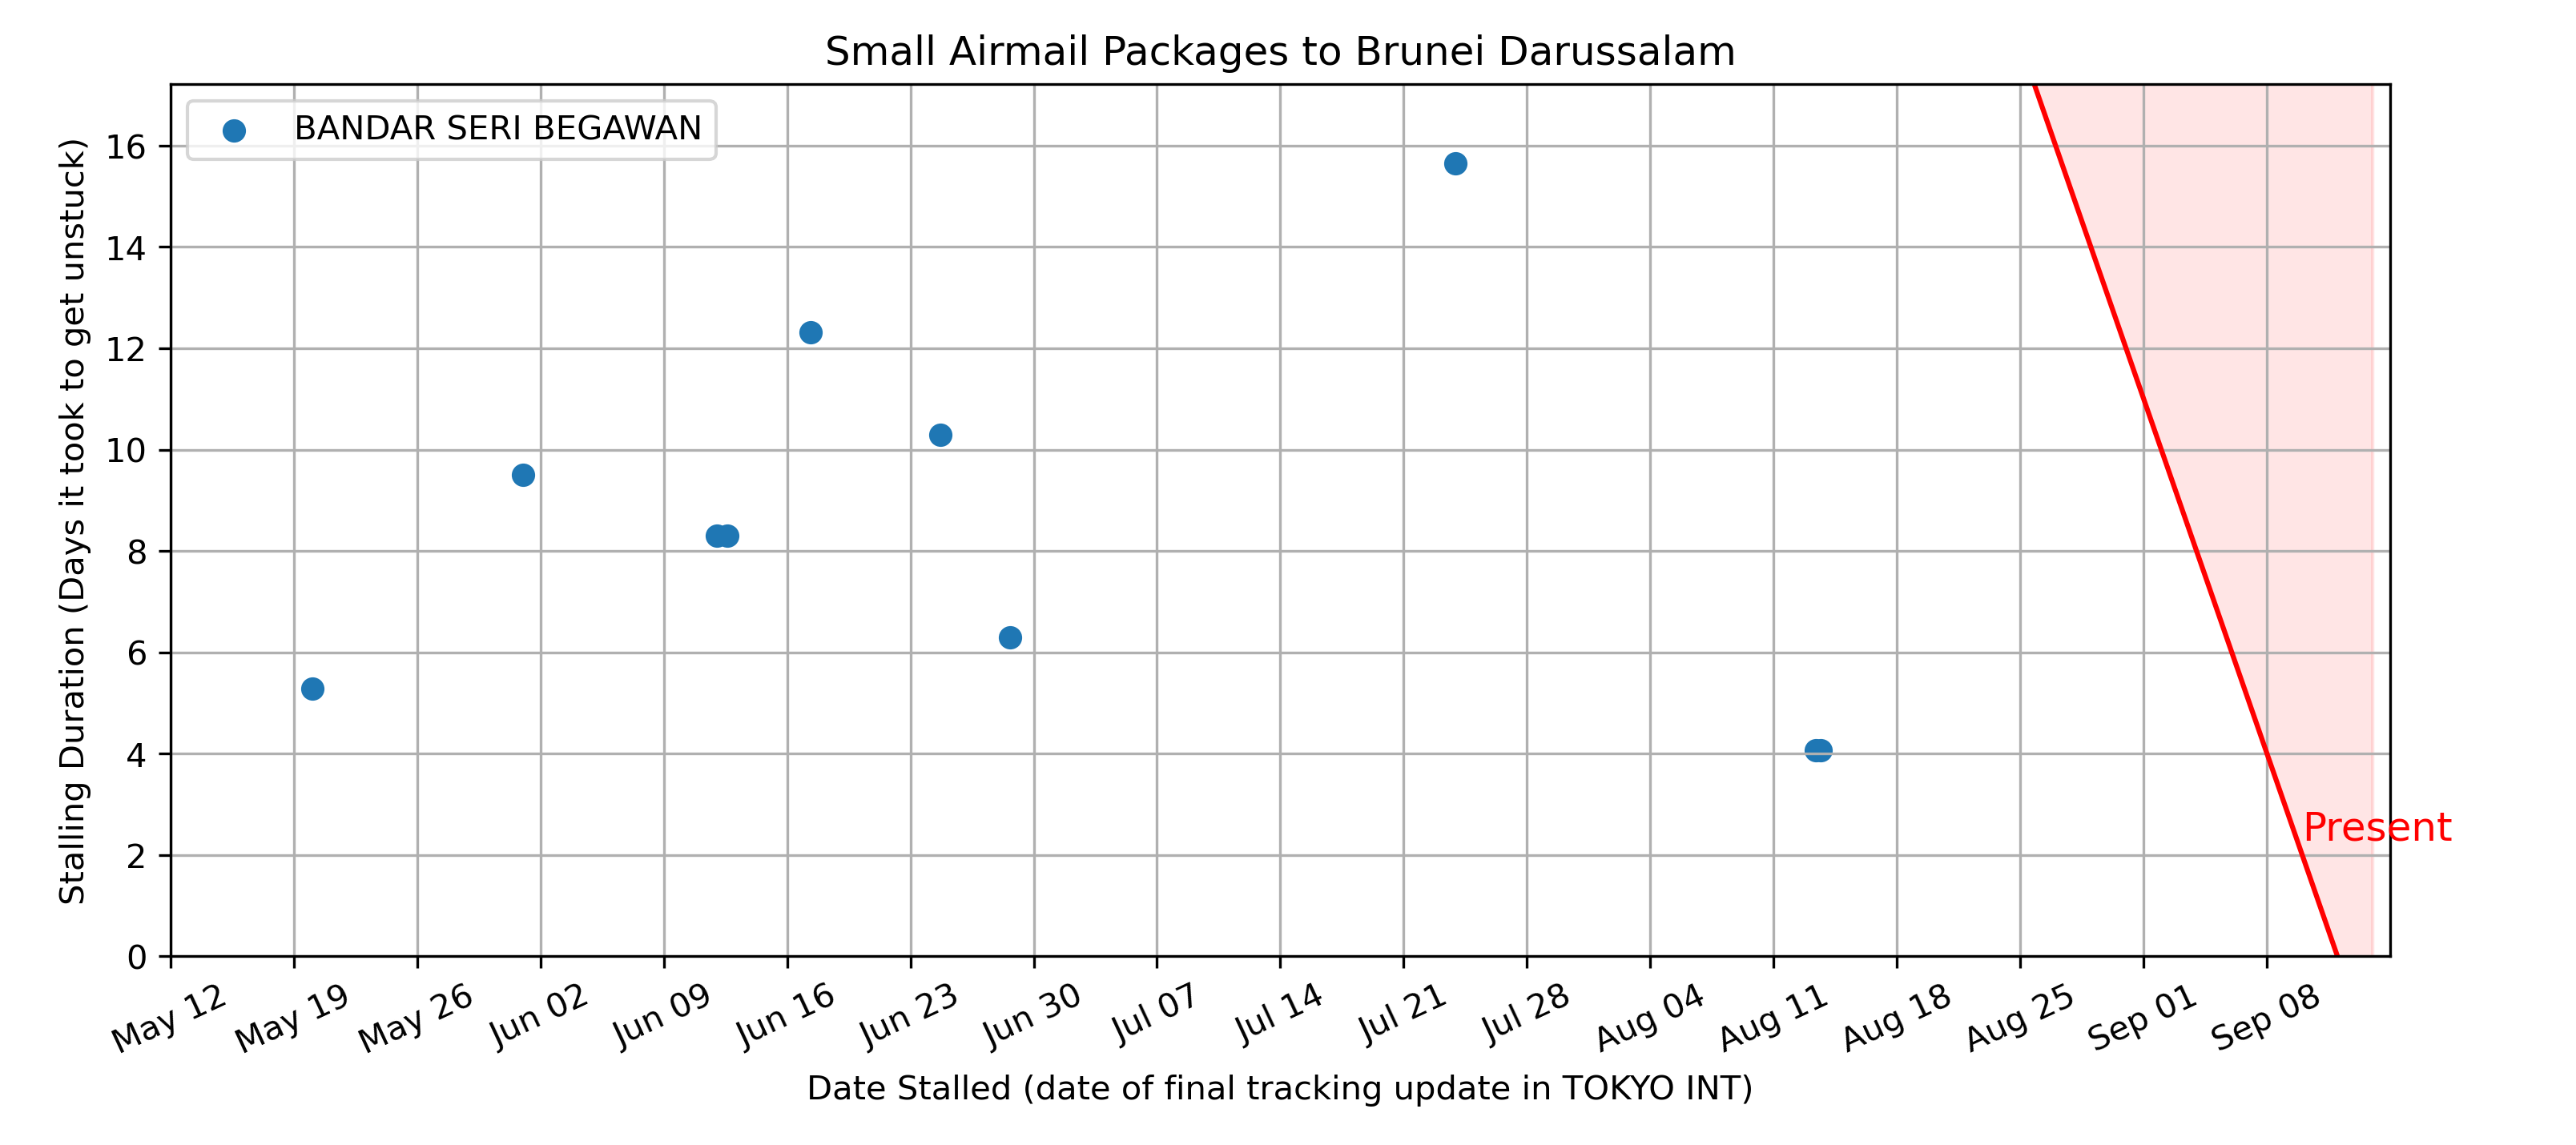 Small Airmail Packages to Brunei Darussalam
BANDAR SERI BEGAWAN
Stalling Duration (Days it took to get unstuck)
16
14
12
10
8
6
4
2
0
Present
May 12
May 19
May 26
Jun 02
Jun 09
Jun 16
Jun 23
Jun 30
Jul 07
Jul 14
Jul 21
Jul 28
Aug 04
Aug 11
Aug 18
Aug 25
Sep 01
Sep 08
Date Stalled (date of final tracking update in TOKYO INT)